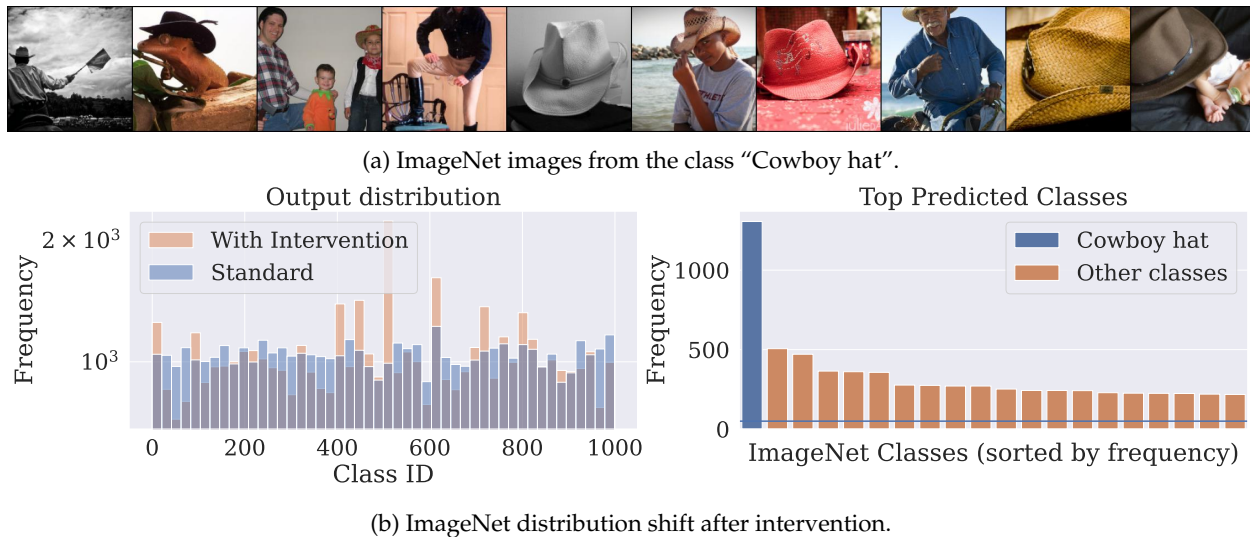 (a) ImageNet images from the class “Cowboy hat”.
Output distribution
2 × 10³
10³
Frequency
With Intervention
Standard
0 200 400 600 800 1000
Class ID
Top Predicted Classes
1000
500
0
Frequency
Cowboy hat
Other classes
ImageNet Classes (sorted by frequency)
(b) ImageNet distribution shift after intervention.